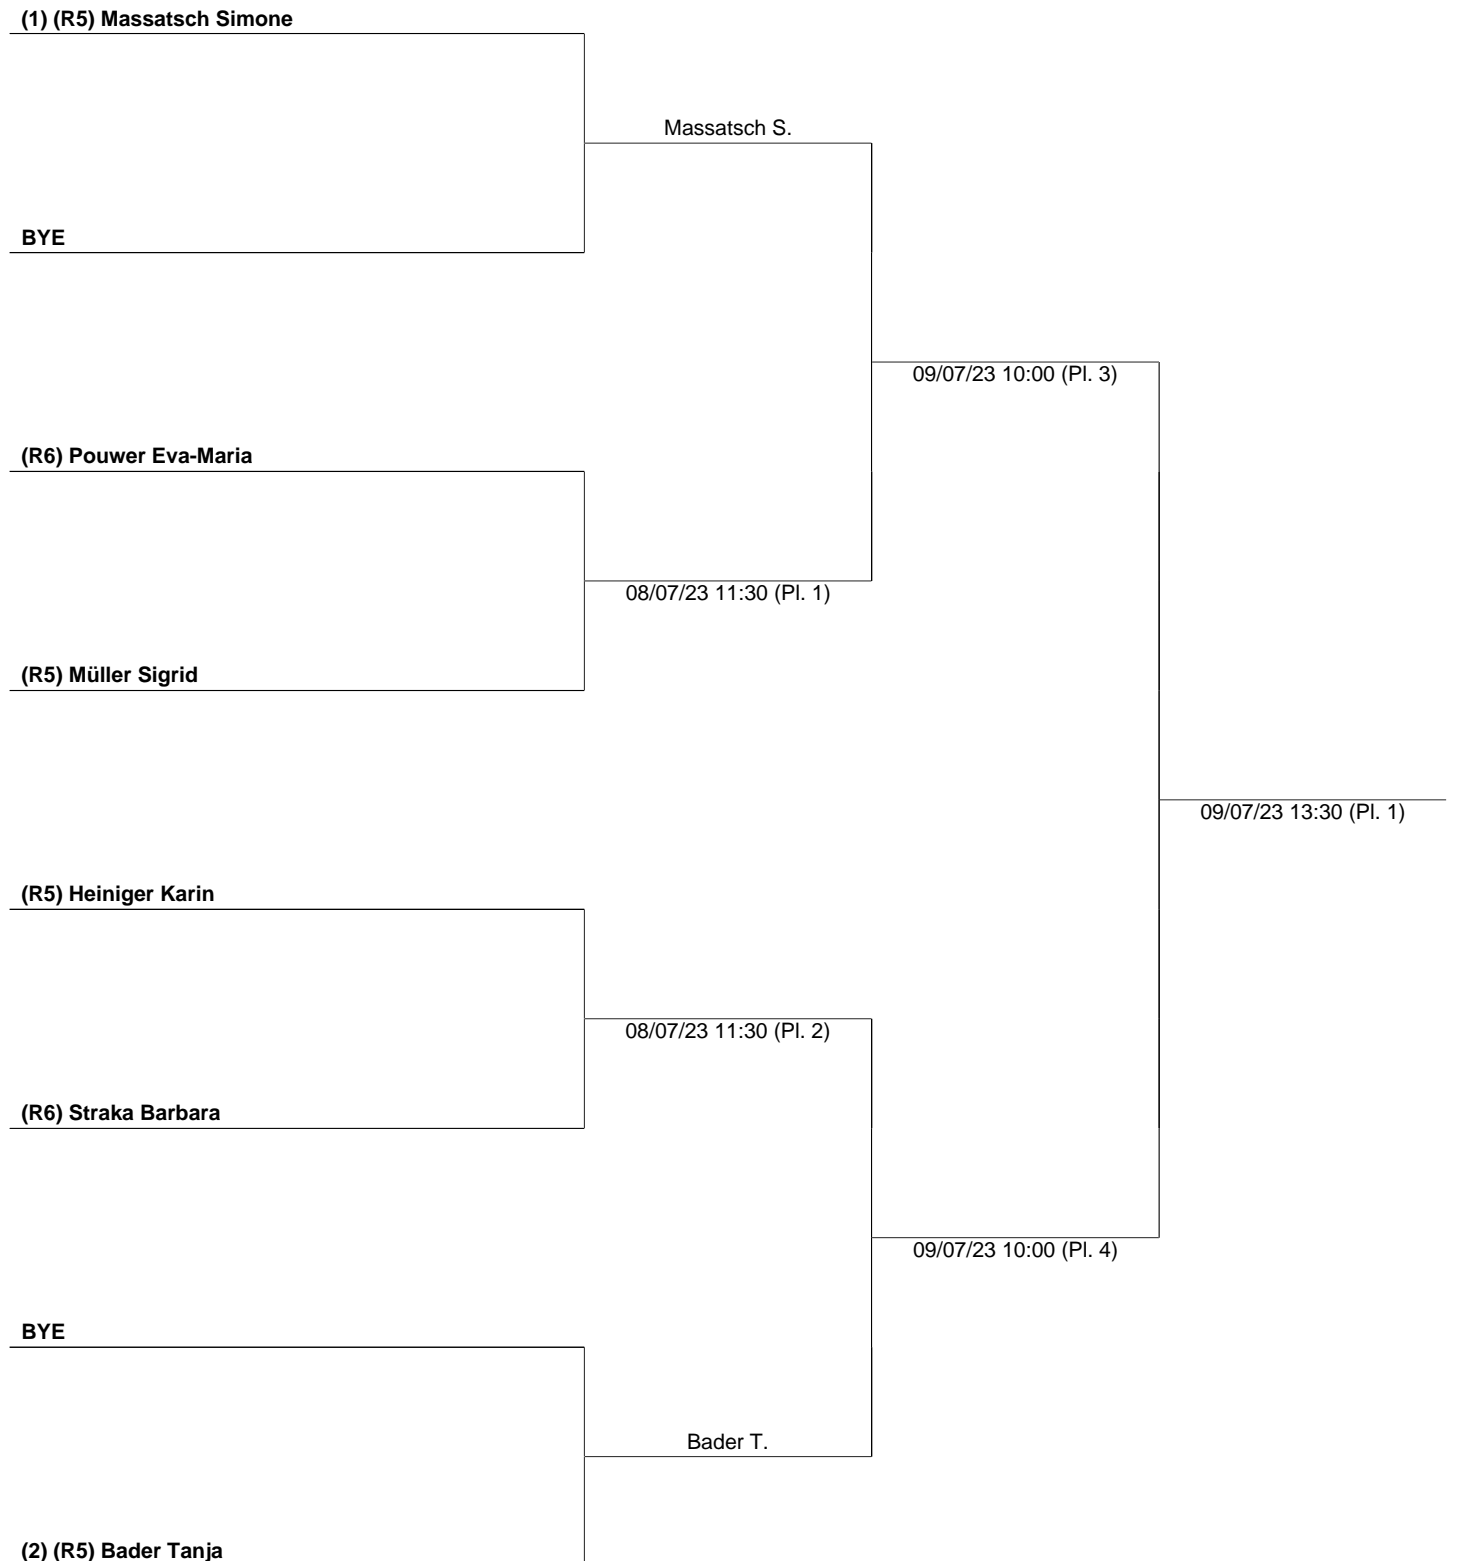 (1) (R5) Massatsch Simone
Massatsch S.
BYE
09/07/23 10:00 (Pl. 3)
(R6) Pouwer Eva-Maria
08/07/23 11:30 (Pl. 1)
(R5) Müller Sigrid
09/07/23 13:30 (Pl. 1)
(R5) Heiniger Karin
08/07/23 11:30 (Pl. 2)
(R6) Straka Barbara
09/07/23 10:00 (Pl. 4)
BYE
Bader T.
(2) (R5) Bader Tanja